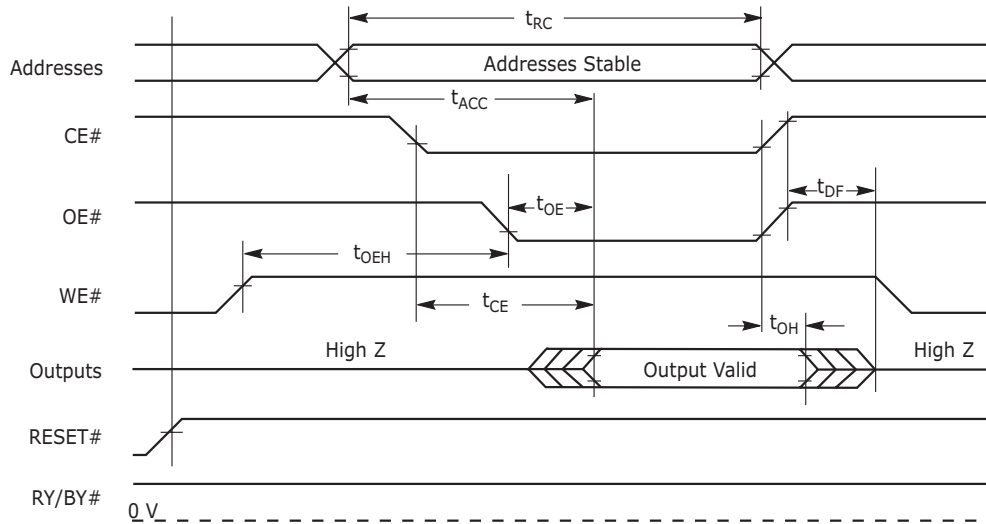 tRC
Addresses
Addresses Stable
tACC
CE#
tDF
OE#
tOE
tOEH
WE#
tCE
tOH
High Z
High Z
Outputs
Output Valid
RESET#
RY/BY#
0 V